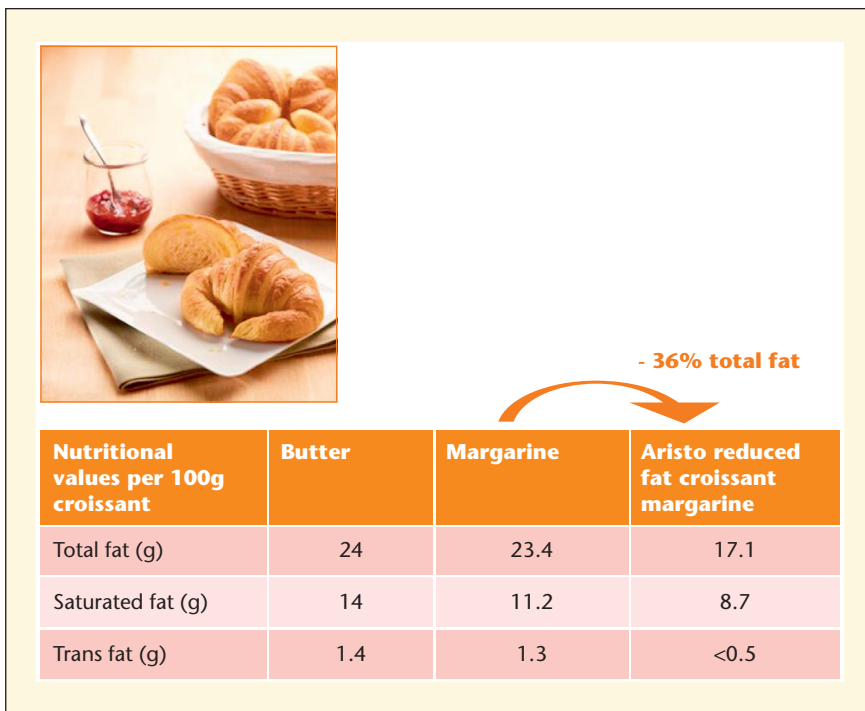 - 36% total fat
Nutritional
values per 100g
croissant
Butter
Margarine
Aristo reduced
fat croissant
margarine
Total fat (g) 24 23.4 17.1
Saturated fat (g) 14 11.2 8.7
Trans fat (g) 1.4 1.3 <0.5